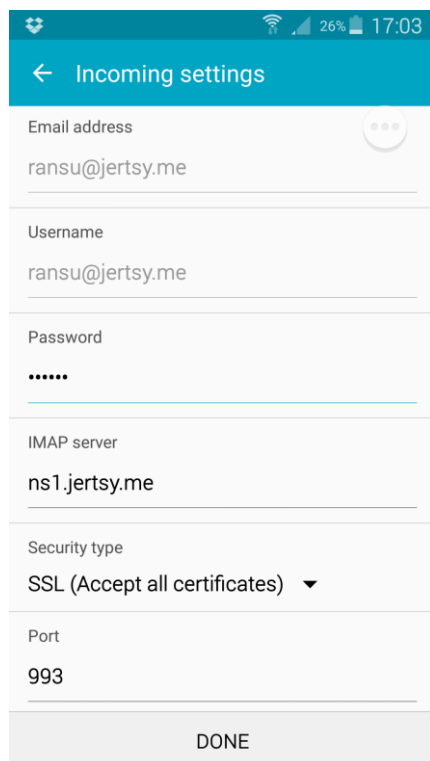 26% 17:03
Incoming settings
Email address
ransu@jertsy.me
Username
ransu@jertsy.me
Password
••••••
IMAP server
ns1.jertsy.me
Security type
SSL (Accept all certificates)
Port
993
DONE